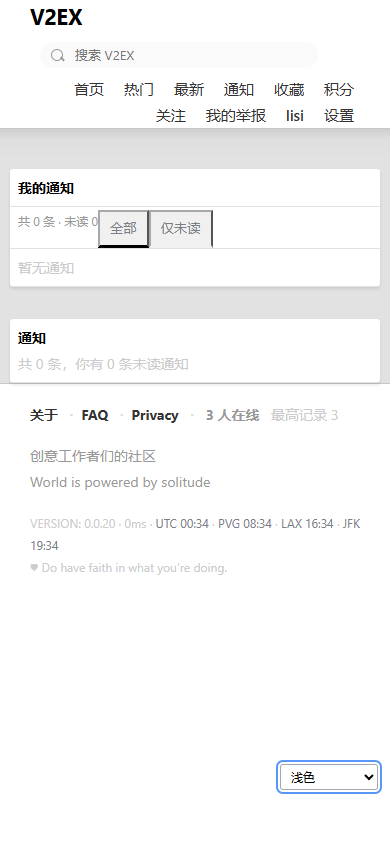 V2EX
搜索 V2EX
首页 热门 最新 通知 收藏 积分
关注 我的举报 lisi 设置
我的通知
共 0 条 · 未读 0 全部 仅未读
暂无通知
通知
共 0 条，你有 0 条未读通知
关于 · FAQ · Privacy · 3 人在线 最高记录 3
创意工作者们的社区
World is powered by solitude
VERSION: 0.0.20 · 0ms · UTC 00:34 · PVG 08:34 · LAX 16:34 · JFK
19:34
♥ Do have faith in what you're doing.
浅色